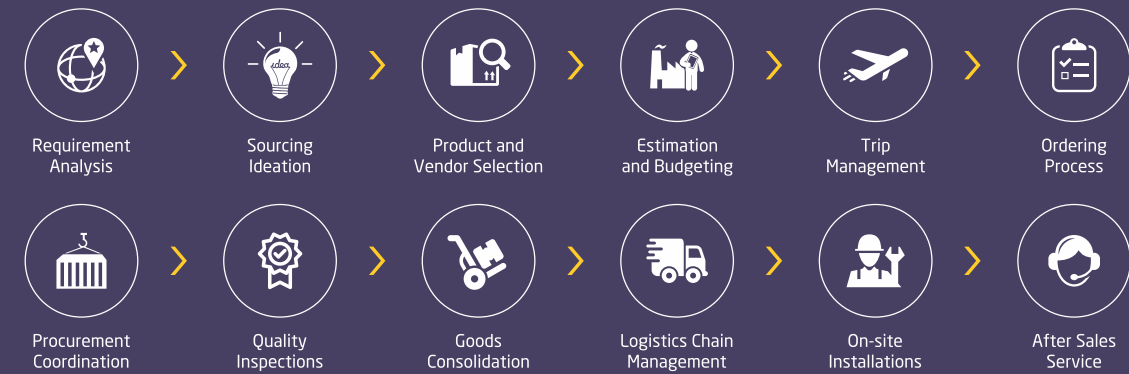 idea
Requirement
Analysis
Sourcing
Ideation
Product and
Vendor Selection
Estimation
and Budgeting
Trip
Management
Ordering
Process
Procurement
Coordination
Quality
Inspections
Goods
Consolidation
Logistics Chain
Management
On-site
Installations
After Sales
Service